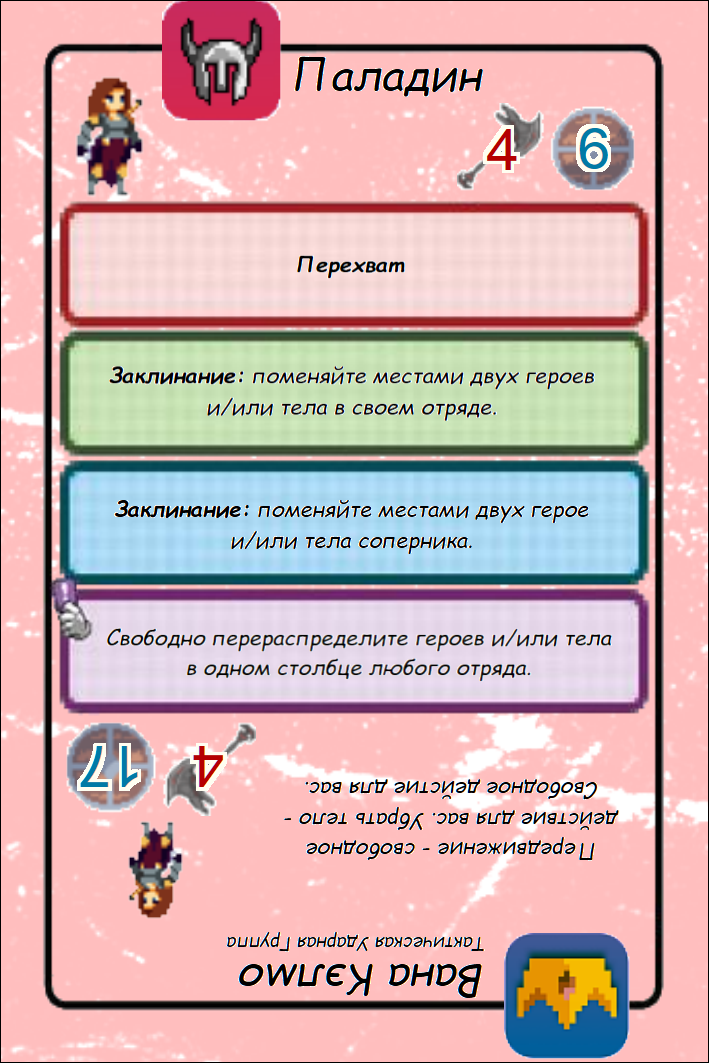 Паладин
4 6
Перехват
Заклинание: поменяйте местами двух героев
и/или тела в своем отряде.
Заклинание: поменяйте местами двух герое
и/или тела соперника.
Свободно перераспределите героев и/или тела
в одном столбце любого отряда.
Вана Кэлмо
Тактическая Ударная Группа
Передвижение - свободное
действие для вас. Убрать тело -
Свободное дейстие для вас.
4 17